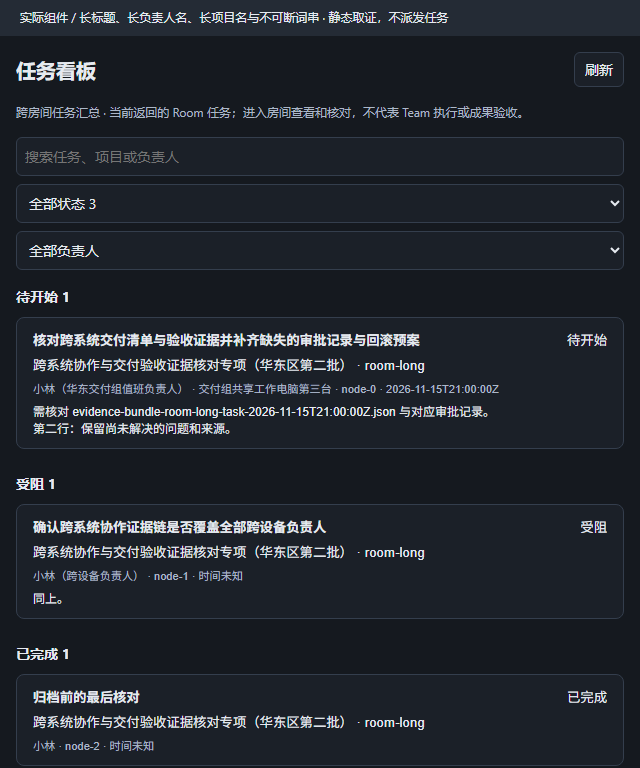 实际组件 / 长标题、长负责人名、长项目名与不可断词串 · 静态取证，不派发任务
任务看板
刷新
跨房间任务汇总 · 当前返回的 Room 任务；进入房间查看和核对，不代表 Team 执行或成果验收。
搜索任务、项目或负责人
全部状态 3
全部负责人
待开始 1
核对跨系统交付清单与验收证据并补齐缺失的审批记录与回滚预案
待开始
跨系统协作与交付验收证据核对专项（华东区第二批） · room-long
小林（华东交付组值班负责人） · 交付组共享工作电脑第三台 · node-0 · 2026-11-15T21:00:00Z
需核对 evidence-bundle-room-long-task-2026-11-15T21:00:00Z.json 与对应审批记录。
第二行：保留尚未解决的问题和来源。
受阻 1
确认跨系统协作证据链是否覆盖全部跨设备负责人
受阻
跨系统协作与交付验收证据核对专项（华东区第二批） · room-long
小林（跨设备负责人） · node-1 · 时间未知
同上。
已完成 1
归档前的最后核对
已完成
跨系统协作与交付验收证据核对专项（华东区第二批） · room-long
小林 · node-2 · 时间未知